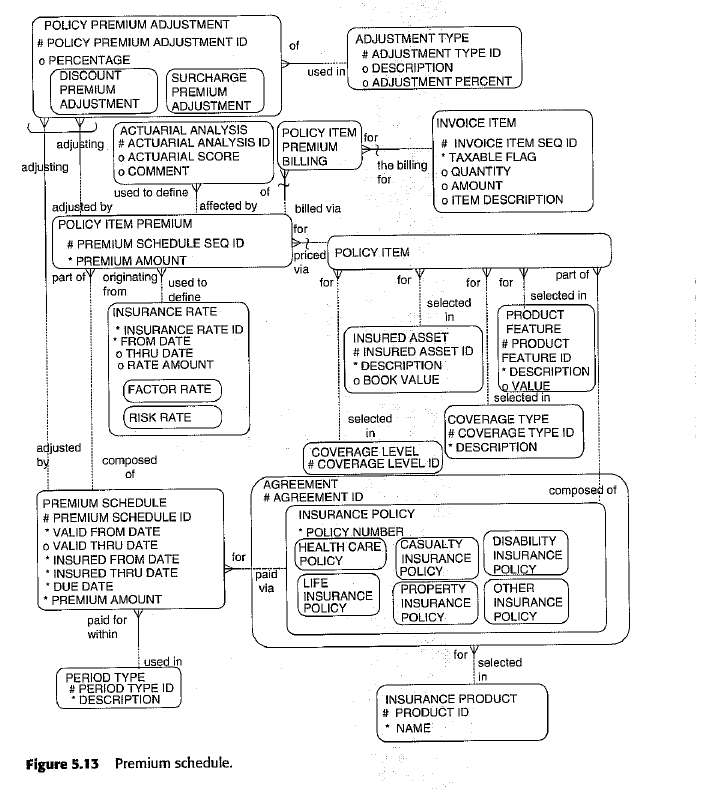 POLICY PREMIUM ADJUSTMENT
# POLICY PREMIUM ADJUSTMENT ID
o PERCENTAGE
DISCOUNT
PREMIUM
ADJUSTMENT
SURCHARGE
PREMIUM
ADJUSTMENT
of
used in
ADJUSTMENT TYPE
# ADJUSTMENT TYPE ID
o DESCRIPTION
o ADJUSTMENT PERCENT
adjusting
adjusting
ACTUARIAL ANALYSIS
# ACTUARIAL ANALYSIS ID
o ACTUARIAL SCORE
o COMMENT
POLICY ITEM
PREMIUM
BILLING
for
the billing
for
INVOICE ITEM
# INVOICE ITEM SEQ ID
* TAXABLE FLAG
o QUANTITY
o AMOUNT
o ITEM DESCRIPTION
used to define
of
adjusted by
affected by
billed via
POLICY ITEM PREMIUM
# PREMIUM SCHEDULE SEQ ID
* PREMIUM AMOUNT
for
priced
via
POLICY ITEM
part of
originating
from
used to
define
for
for
for
for
part of
selected
in
selected in
INSURANCE RATE
* INSURANCE RATE ID
* FROM DATE
o THRU DATE
o RATE AMOUNT
FACTOR RATE
RISK RATE
INSURED ASSET
# INSURED ASSET ID
* DESCRIPTION
o BOOK VALUE
PRODUCT
FEATURE
# PRODUCT
FEATURE ID
* DESCRIPTION
o VALUE
selected in
COVERAGE TYPE
# COVERAGE TYPE ID
* DESCRIPTION
selected
in
COVERAGE LEVEL
# COVERAGE LEVEL ID
adjusted
by
composed
of
AGREEMENT
# AGREEMENT ID
composed of
INSURANCE POLICY
* POLICY NUMBER
HEALTH CARE
POLICY
CASUALTY
INSURANCE
POLICY
DISABILITY
INSURANCE
POLICY
LIFE
INSURANCE
POLICY
PROPERTY
INSURANCE
POLICY
OTHER
INSURANCE
POLICY
PREMIUM SCHEDULE
# PREMIUM SCHEDULE ID
* VALID FROM DATE
o VALID THRU DATE
* INSURED FROM DATE
* INSURED THRU DATE
* DUE DATE
* PREMIUM AMOUNT
for
paid
via
paid for
within
used in
PERIOD TYPE
# PERIOD TYPE ID
* DESCRIPTION
for
selected
in
INSURANCE PRODUCT
# PRODUCT ID
* NAME
Figure 5.13 Premium schedule.